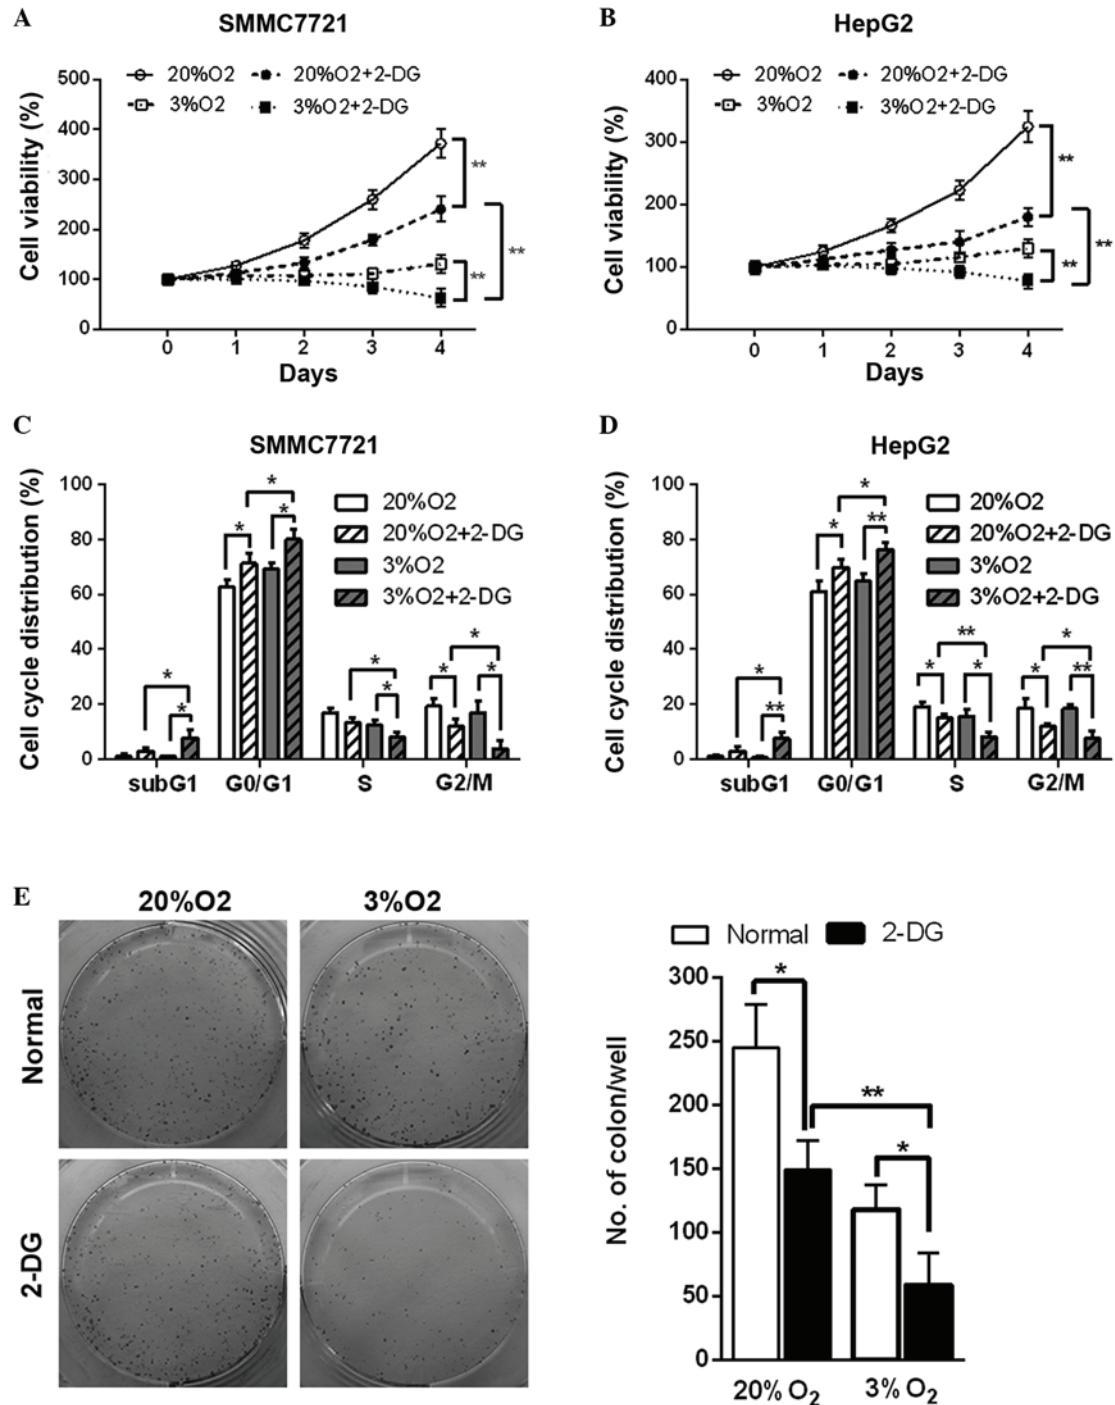 A
SMMC7721
500
400
300
200
100
0
Cell viability (%)
20%O2
20%O2+2-DG
3%O2
3%O2+2-DG
**
**
**
0 1 2 3 4
Days
B
HepG2
400
300
200
100
0
Cell viability (%)
20%O2
20%O2+2-DG
3%O2
3%O2+2-DG
**
**
**
0 1 2 3 4
Days
C
SMMC7721
100
80
60
40
20
0
Cell cycle distribution (%)
20%O2
20%O2+2-DG
3%O2
3%O2+2-DG
*
*
*
*
*
*
*
*
*
*
subG1 G0/G1 S G2/M
D
HepG2
100
80
60
40
20
0
Cell cycle distribution (%)
20%O2
20%O2+2-DG
3%O2
3%O2+2-DG
*
**
*
*
**
**
*
*
*
*
**
subG1 G0/G1 S G2/M
E
20%O2 3%O2
Normal
2-DG
Normal 2-DG
300
250
200
150
100
50
0
No. of colon/well
*
**
*
20% O2 3% O2